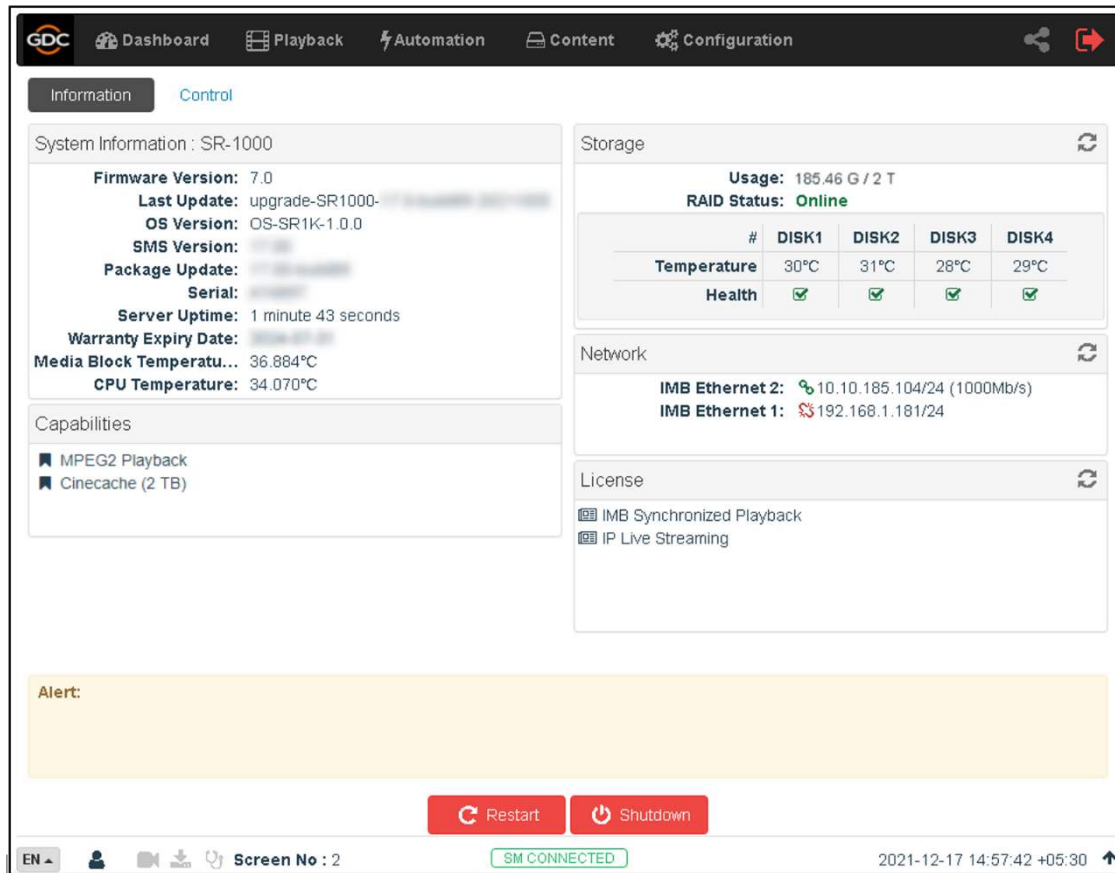 GDC Dashboard Playback Automation Content Configuration
Information Control
System Information : SR-1000
Firmware Version: 7.0
Last Update: upgrade-SR1000-
OS Version: OS-SR1K-1.0.0
SMS Version:
Package Update:
Serial:
Server Uptime: 1 minute 43 seconds
Warranty Expiry Date:
Media Block Temperatu... 36.884°C
CPU Temperature: 34.070°C
Capabilities
MPEG2 Playback
Cinecache (2 TB)
Storage
Usage: 185.46 G / 2 T
RAID Status: Online
# DISK1 DISK2 DISK3 DISK4
Temperature 30°C 31°C 28°C 29°C
Health
Network
IMB Ethernet 2: 10.10.185.104/24 (1000Mb/s)
IMB Ethernet 1: 192.168.1.181/24
License
IMB Synchronized Playback
IP Live Streaming
Alert:
Restart Shutdown
EN Screen No : 2 SM CONNECTED 2021-12-17 14:57:42 +05:30